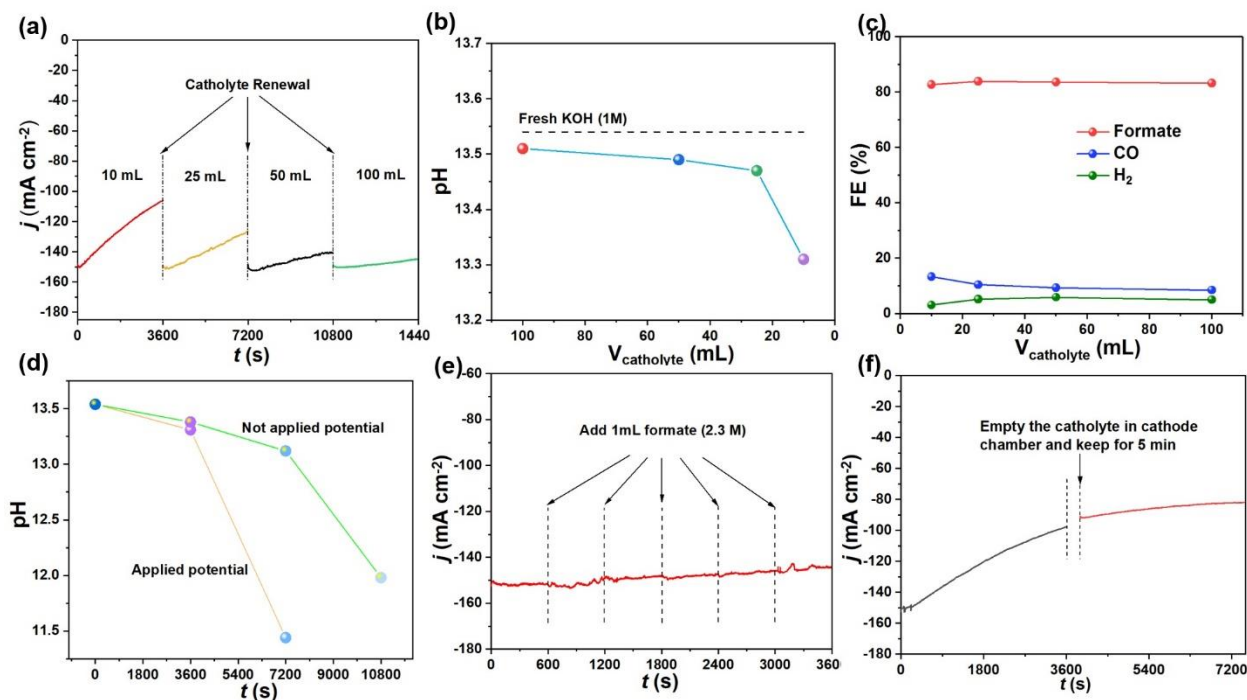 (a)
0
-20
-40
-60
-80
-100
-120
-140
-160
-180
j (mA cm-2)
Catholyte Renewal
10 mL 25 mL 50 mL 100 mL
0 3600 7200 10800 1440
t (s)
(b)
13.7
13.6
13.5
13.4
13.3
13.2
pH
Fresh KOH (1M)
100 80 60 40 20 0
Vcatholyte (mL)
(c)
100
80
60
40
20
0
FE (%)
Formate
CO
H2
0 20 40 60 80 100
Vcatholyte (mL)
(d)
13.5
13.0
12.5
12.0
11.5
pH
Not applied potential
Applied potential
0 1800 3600 5400 7200 9000 10800
t (s)
(e)
-60
-80
-100
-120
-140
-160
-180
j (mA cm-2)
Add 1mL formate (2.3 M)
0 600 1200 1800 2400 3000 3600
t (s)
(f)
0
-20
-40
-60
-80
-100
-120
-140
-160
-180
j (mA cm-2)
Empty the catholyte in cathode
chamber and keep for 5 min
0 1800 3600 5400 7200
t (s)